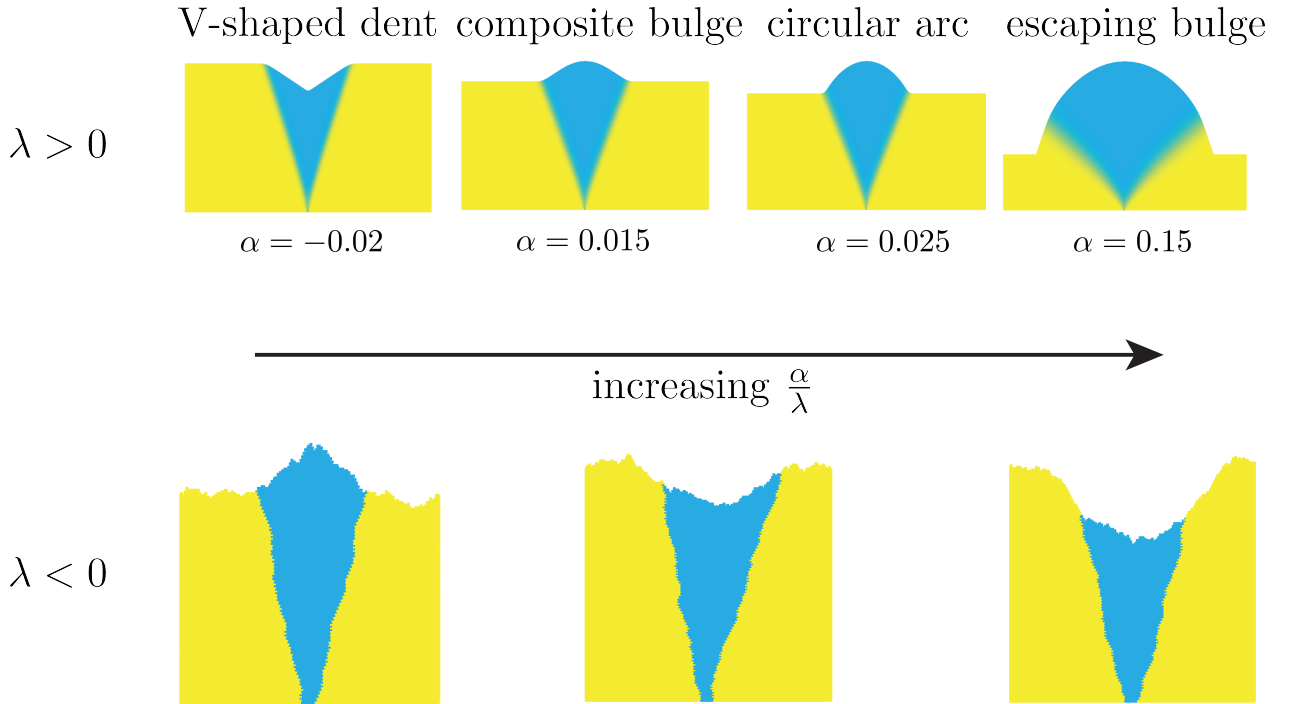 V-shaped dent composite bulge circular arc escaping bulge
λ > 0
α = −0.02 α = 0.015 α = 0.025 α = 0.15
increasing α/λ
λ < 0